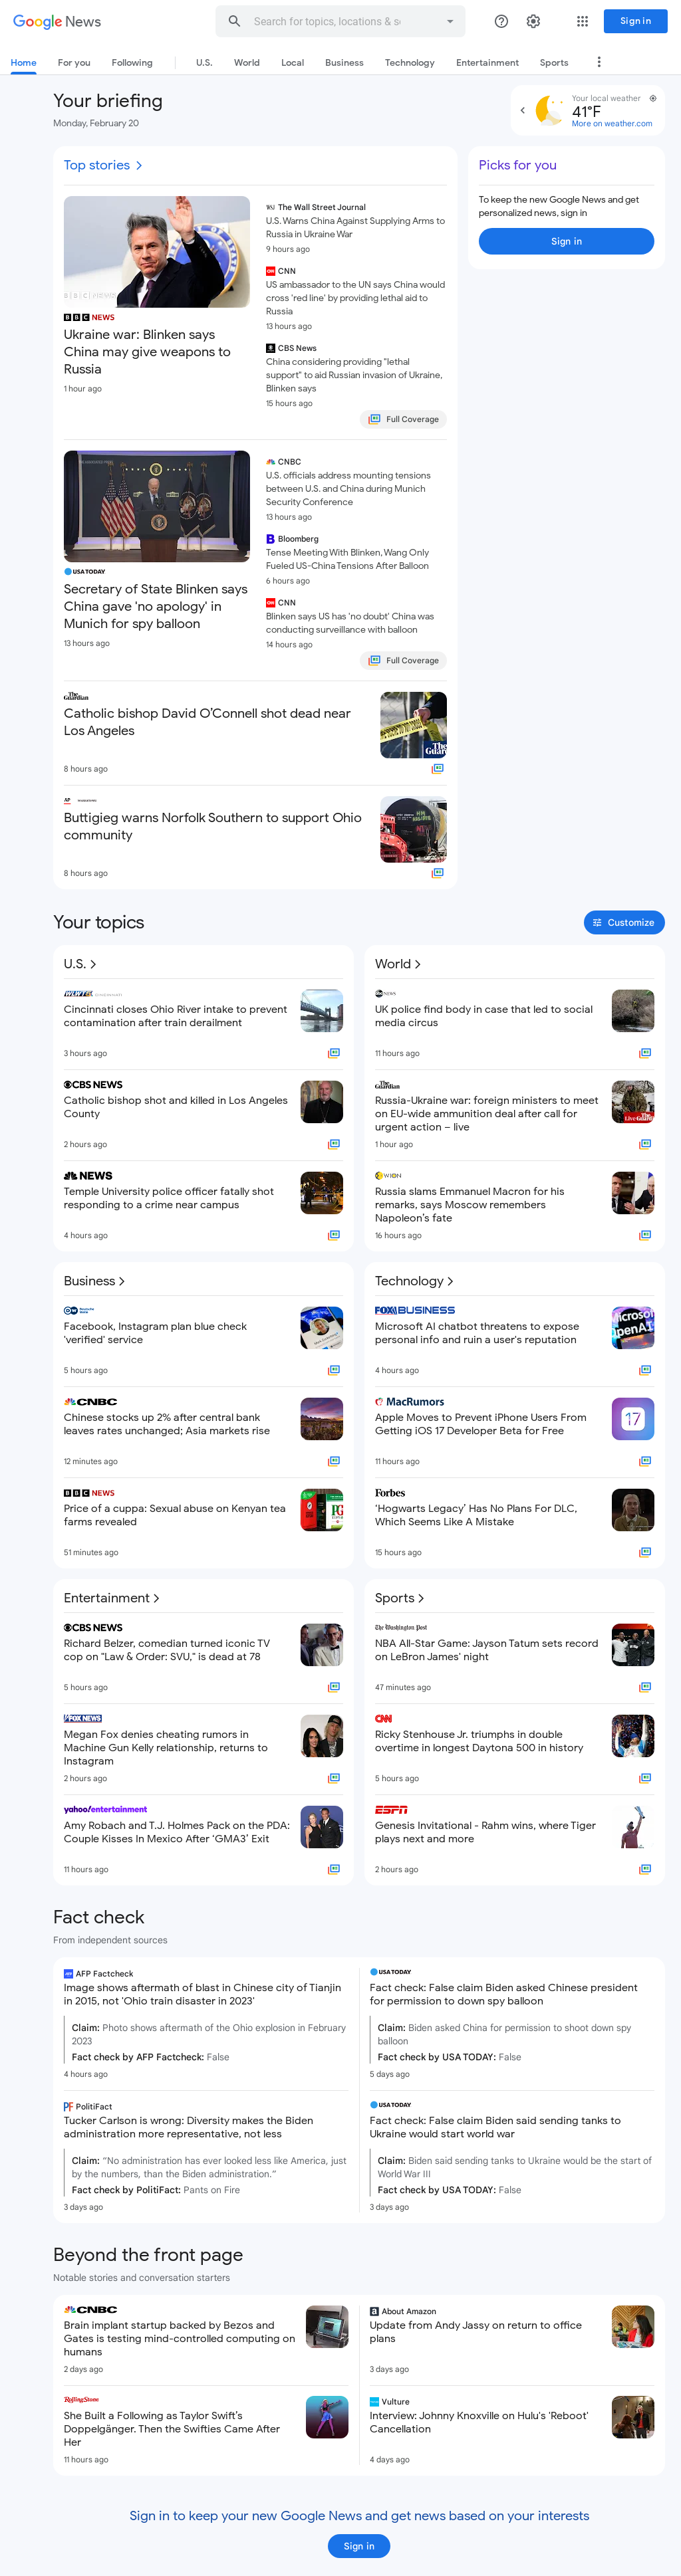 Google News
Search for topics, locations & so
Sign in
Home
For you
Following
U.S.
World
Local
Business
Technology
Entertainment
Sports
Your briefing
Monday, February 20
Your local weather
41°F
More on weather.com
Top stories
Picks for you
To keep the new Google News and get
personalized news, sign in
Sign in
BBC NEWS
Ukraine war: Blinken says
China may give weapons to
Russia
1 hour ago
The Wall Street Journal
U.S. Warns China Against Supplying Arms to
Russia in Ukraine War
9 hours ago
CNN
US ambassador to the UN says China would
cross 'red line' by providing lethal aid to
Russia
13 hours ago
CBS News
China considering providing "lethal
support" to aid Russian invasion of Ukraine,
Blinken says
15 hours ago
Full Coverage
USA TODAY
Secretary of State Blinken says
China gave 'no apology' in
Munich for spy balloon
13 hours ago
CNBC
U.S. officials address mounting tensions
between U.S. and China during Munich
Security Conference
13 hours ago
Bloomberg
Tense Meeting With Blinken, Wang Only
Fueled US-China Tensions After Balloon
6 hours ago
CNN
Blinken says US has 'no doubt' China was
conducting surveillance with balloon
14 hours ago
Full Coverage
The Guardian
Catholic bishop David O’Connell shot dead near
Los Angeles
8 hours ago
AP
Buttigieg warns Norfolk Southern to support Ohio
community
8 hours ago
Your topics
Customize
U.S.
WLWT5 CINCINNATI
Cincinnati closes Ohio River intake to prevent
contamination after train derailment
3 hours ago
CBS NEWS
Catholic bishop shot and killed in Los Angeles
County
2 hours ago
NEWS
Temple University police officer fatally shot
responding to a crime near campus
4 hours ago
World
abc NEWS
UK police find body in case that led to social
media circus
11 hours ago
The Guardian
Russia-Ukraine war: foreign ministers to meet
on EU-wide ammunition deal after call for
urgent action – live
1 hour ago
WION
Russia slams Emmanuel Macron for his
remarks, says Moscow remembers
Napoleon’s fate
16 hours ago
Business
DW
Facebook, Instagram plan blue check
'verified' service
5 hours ago
CNBC
Chinese stocks up 2% after central bank
leaves rates unchanged; Asia markets rise
12 minutes ago
BBC NEWS
Price of a cuppa: Sexual abuse on Kenyan tea
farms revealed
51 minutes ago
Technology
FOX BUSINESS
Microsoft AI chatbot threatens to expose
personal info and ruin a user's reputation
4 hours ago
MacRumors
Apple Moves to Prevent iPhone Users From
Getting iOS 17 Developer Beta for Free
11 hours ago
17
Forbes
‘Hogwarts Legacy’ Has No Plans For DLC,
Which Seems Like A Mistake
15 hours ago
Entertainment
CBS NEWS
Richard Belzer, comedian turned iconic TV
cop on "Law & Order: SVU," is dead at 78
5 hours ago
FOX NEWS
Megan Fox denies cheating rumors in
Machine Gun Kelly relationship, returns to
Instagram
2 hours ago
yahoo!entertainment
Amy Robach and T.J. Holmes Pack on the PDA:
Couple Kisses In Mexico After ‘GMA3’ Exit
11 hours ago
Sports
The Washington Post
NBA All-Star Game: Jayson Tatum sets record
on LeBron James' night
47 minutes ago
CNN
Ricky Stenhouse Jr. triumphs in double
overtime in longest Daytona 500 in history
5 hours ago
ESPN
Genesis Invitational - Rahm wins, where Tiger
plays next and more
2 hours ago
Fact check
From independent sources
AFP Factcheck
Image shows aftermath of blast in Chinese city of Tianjin
in 2015, not 'Ohio train disaster in 2023'
Claim: Photo shows aftermath of the Ohio explosion in February
2023
Fact check by AFP Factcheck: False
4 hours ago
USA TODAY
Fact check: False claim Biden asked Chinese president
for permission to down spy balloon
Claim: Biden asked China for permission to shoot down spy
balloon
Fact check by USA TODAY: False
5 days ago
PolitiFact
Tucker Carlson is wrong: Diversity makes the Biden
administration more representative, not less
Claim: “No administration has ever looked less like America, just
by the numbers, than the Biden administration.”
Fact check by PolitiFact: Pants on Fire
3 days ago
USA TODAY
Fact check: False claim Biden said sending tanks to
Ukraine would start world war
Claim: Biden said sending tanks to Ukraine would be the start of
World War III
Fact check by USA TODAY: False
3 days ago
Beyond the front page
Notable stories and conversation starters
CNBC
Brain implant startup backed by Bezos and
Gates is testing mind-controlled computing on
humans
2 days ago
About Amazon
Update from Andy Jassy on return to office
plans
3 days ago
RollingStone
She Built a Following as Taylor Swift’s
Doppelgänger. Then the Swifties Came After
Her
11 hours ago
Vulture
Interview: Johnny Knoxville on Hulu's 'Reboot'
Cancellation
4 days ago
Sign in to keep your new Google News and get news based on your interests
Sign in